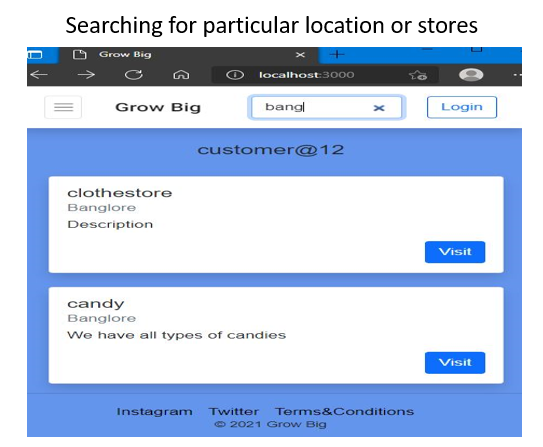 Searching for particular location or stores
Grow Big
localhost:3000
Grow Big bang Login
customer@12
clothestore
Banglore
Description
Visit
candy
Banglore
We have all types of candies
Visit
Instagram Twitter Terms&Conditions
© 2021 Grow Big